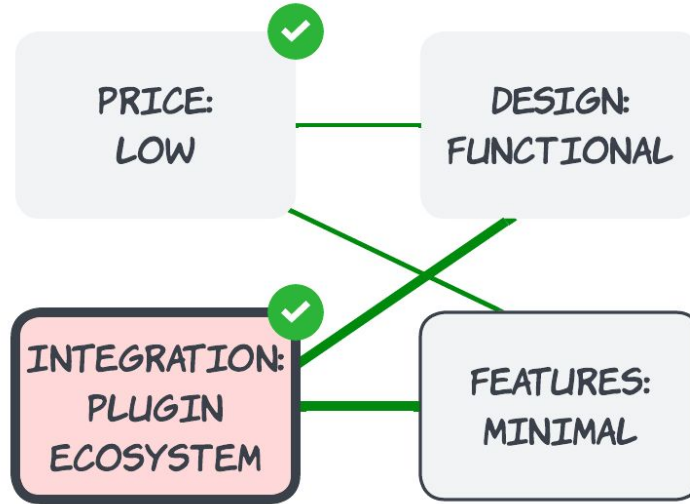 PRICE:
LOW
DESIGN:
FUNCTIONAL
INTEGRATION:
PLUGIN
ECOSYSTEM
FEATURES:
MINIMAL